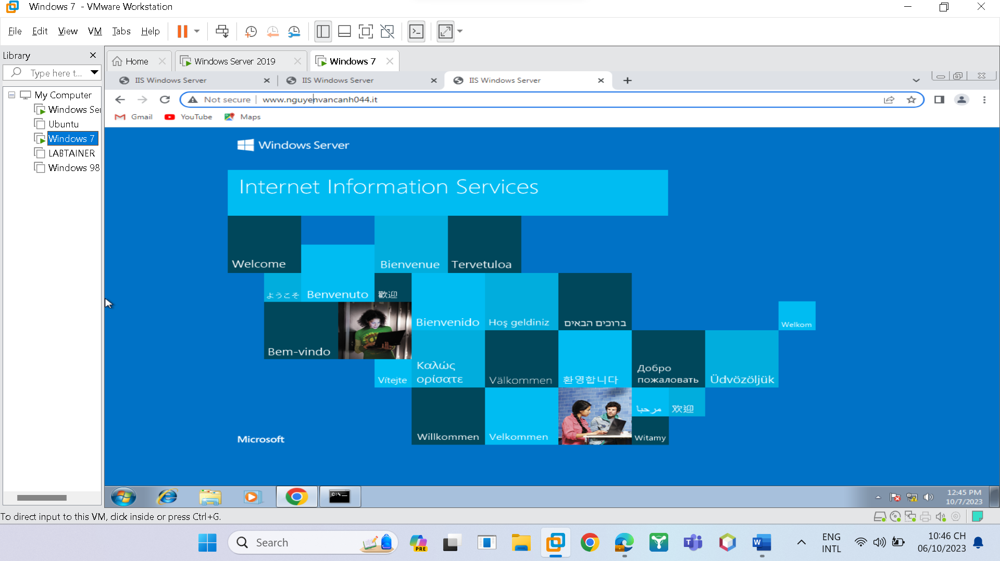 Windows 7 - VMware Workstation
File Edit View VM Tabs Help
Library
Type here t...
My Computer
Windows Ser
Ubuntu
Windows 7
LABTAINER
Windows 98
Home
Windows Server 2019
Windows 7
IIS Windows Server
IIS Windows Server
IIS Windows Server
Not secure
www.nguyenvancanh044.it
Gmail
YouTube
Maps
Windows Server
Internet Information Services
Welcome
Bienvenue
Tervetuloa
ようこそ
Benvenuto
歡迎
Bienvenido
Hoş geldiniz
ברוכים הבאים
Welkom
Bem-vindo
Vítejte
Καλώς
ορίσατε
Välkommen
환영합니다
Добро
пожаловать
Üdvözöljük
Willkommen
Velkommen
مرحبا
欢迎
Witamy
Microsoft
C:\_
12:45 PM
10/7/2023
To direct input to this VM, click inside or press Ctrl+G.
Search
PRE
T
W
ENG
INTL
10:46 CH
06/10/2023